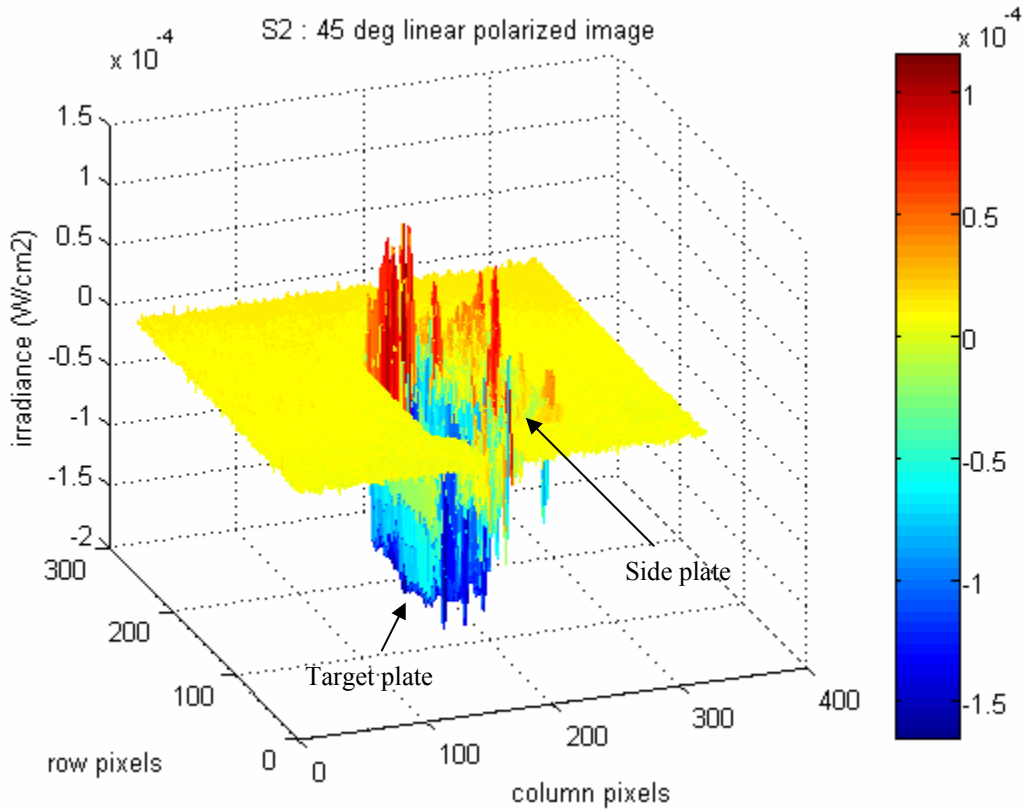 S2 : 45 deg linear polarized image
x 10^-4
x 10^-4
1.5
1
0.5
0
-0.5
-1
-1.5
-2
irradiance (W/cm2)
300
200
100
0
row pixels
0
100
200
300
400
column pixels
Side plate
Target plate
1
0.5
0
-0.5
-1
-1.5